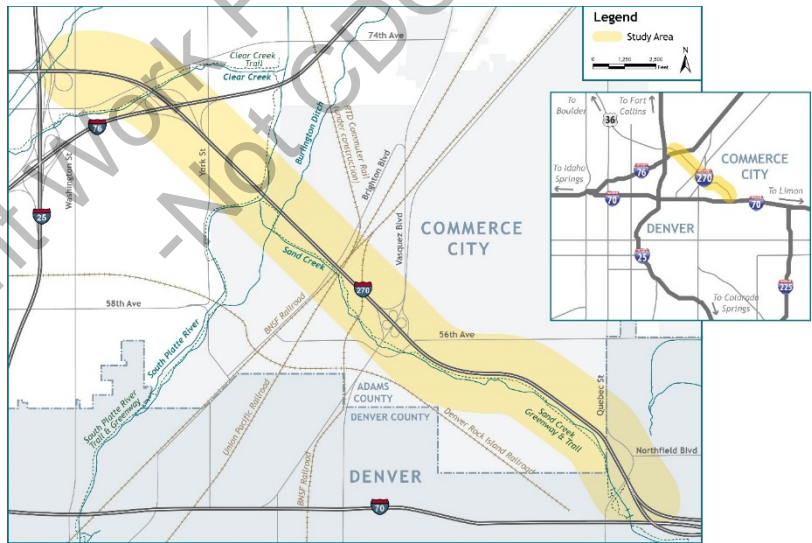 Legend
Study Area
0 1,250 2,500
Feet
N
74th Ave
Clear Creek
Trail
Clear Creek
76
Washington St
York St
Burlington Ditch
RTD Commuter Rail
(under construction)
Brighton Blvd
Vasquez Blvd
25
COMMERCE
CITY
Sand Creek
270
BNSF Railroad
58th Ave
56th Ave
South Platte River
South Platte River
Trail & Greenway
Union Pacific Railroad
BNSF Railroad
ADAMS
COUNTY
DENVER COUNTY
Denver Rock Island Railroad
Sand Creek
Greenway & Trail
Quebec St
Northfield Blvd
DENVER
70
To
Boulder
36
To Fort
Collins
COMMERCE
CITY
To Idaho
Springs
76
270
To Limon
70
70
DENVER
25
225
To Colorado
Springs
Work
-Not CDO